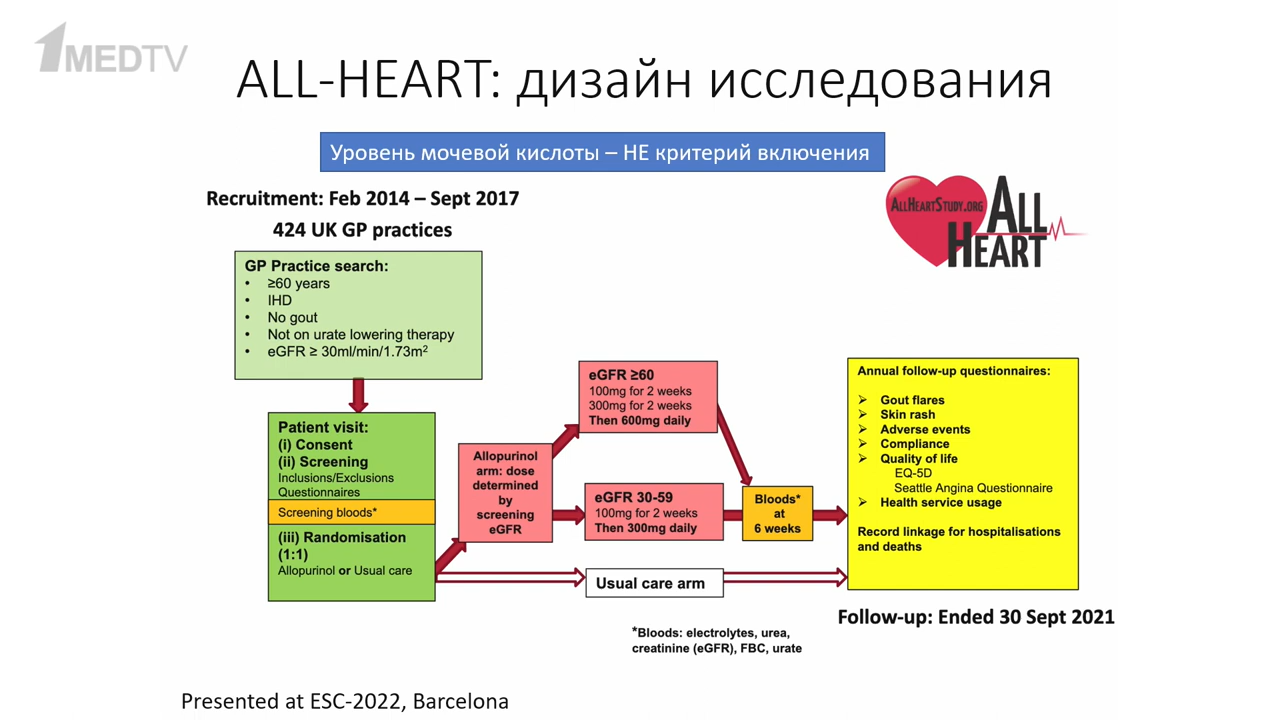 1MEDTV
ALL-HEART: дизайн исследования
Уровень мочевой кислоты – НЕ критерий включения
Recruitment: Feb 2014 – Sept 2017
424 UK GP practices
ALLHEARTSTUDY.ORG
ALL
HEART
GP Practice search:
• ≥60 years
• IHD
• No gout
• Not on urate lowering therapy
• eGFR ≥ 30ml/min/1.73m²
Patient visit:
(i) Consent
(ii) Screening
Inclusions/Exclusions
Questionnaires
Screening bloods*
(iii) Randomisation
(1:1)
Allopurinol or Usual care
Allopurinol
arm: dose
determined
by
screening
eGFR
eGFR ≥60
100mg for 2 weeks
300mg for 2 weeks
Then 600mg daily
eGFR 30-59
100mg for 2 weeks
Then 300mg daily
Usual care arm
Bloods*
at
6 weeks
Annual follow-up questionnaires:
➢ Gout flares
➢ Skin rash
➢ Adverse events
➢ Compliance
➢ Quality of life
EQ-5D
Seattle Angina Questionnaire
➢ Health service usage
Record linkage for hospitalisations
and deaths
Follow-up: Ended 30 Sept 2021
*Bloods: electrolytes, urea,
creatinine (eGFR), FBC, urate
Presented at ESC-2022, Barcelona